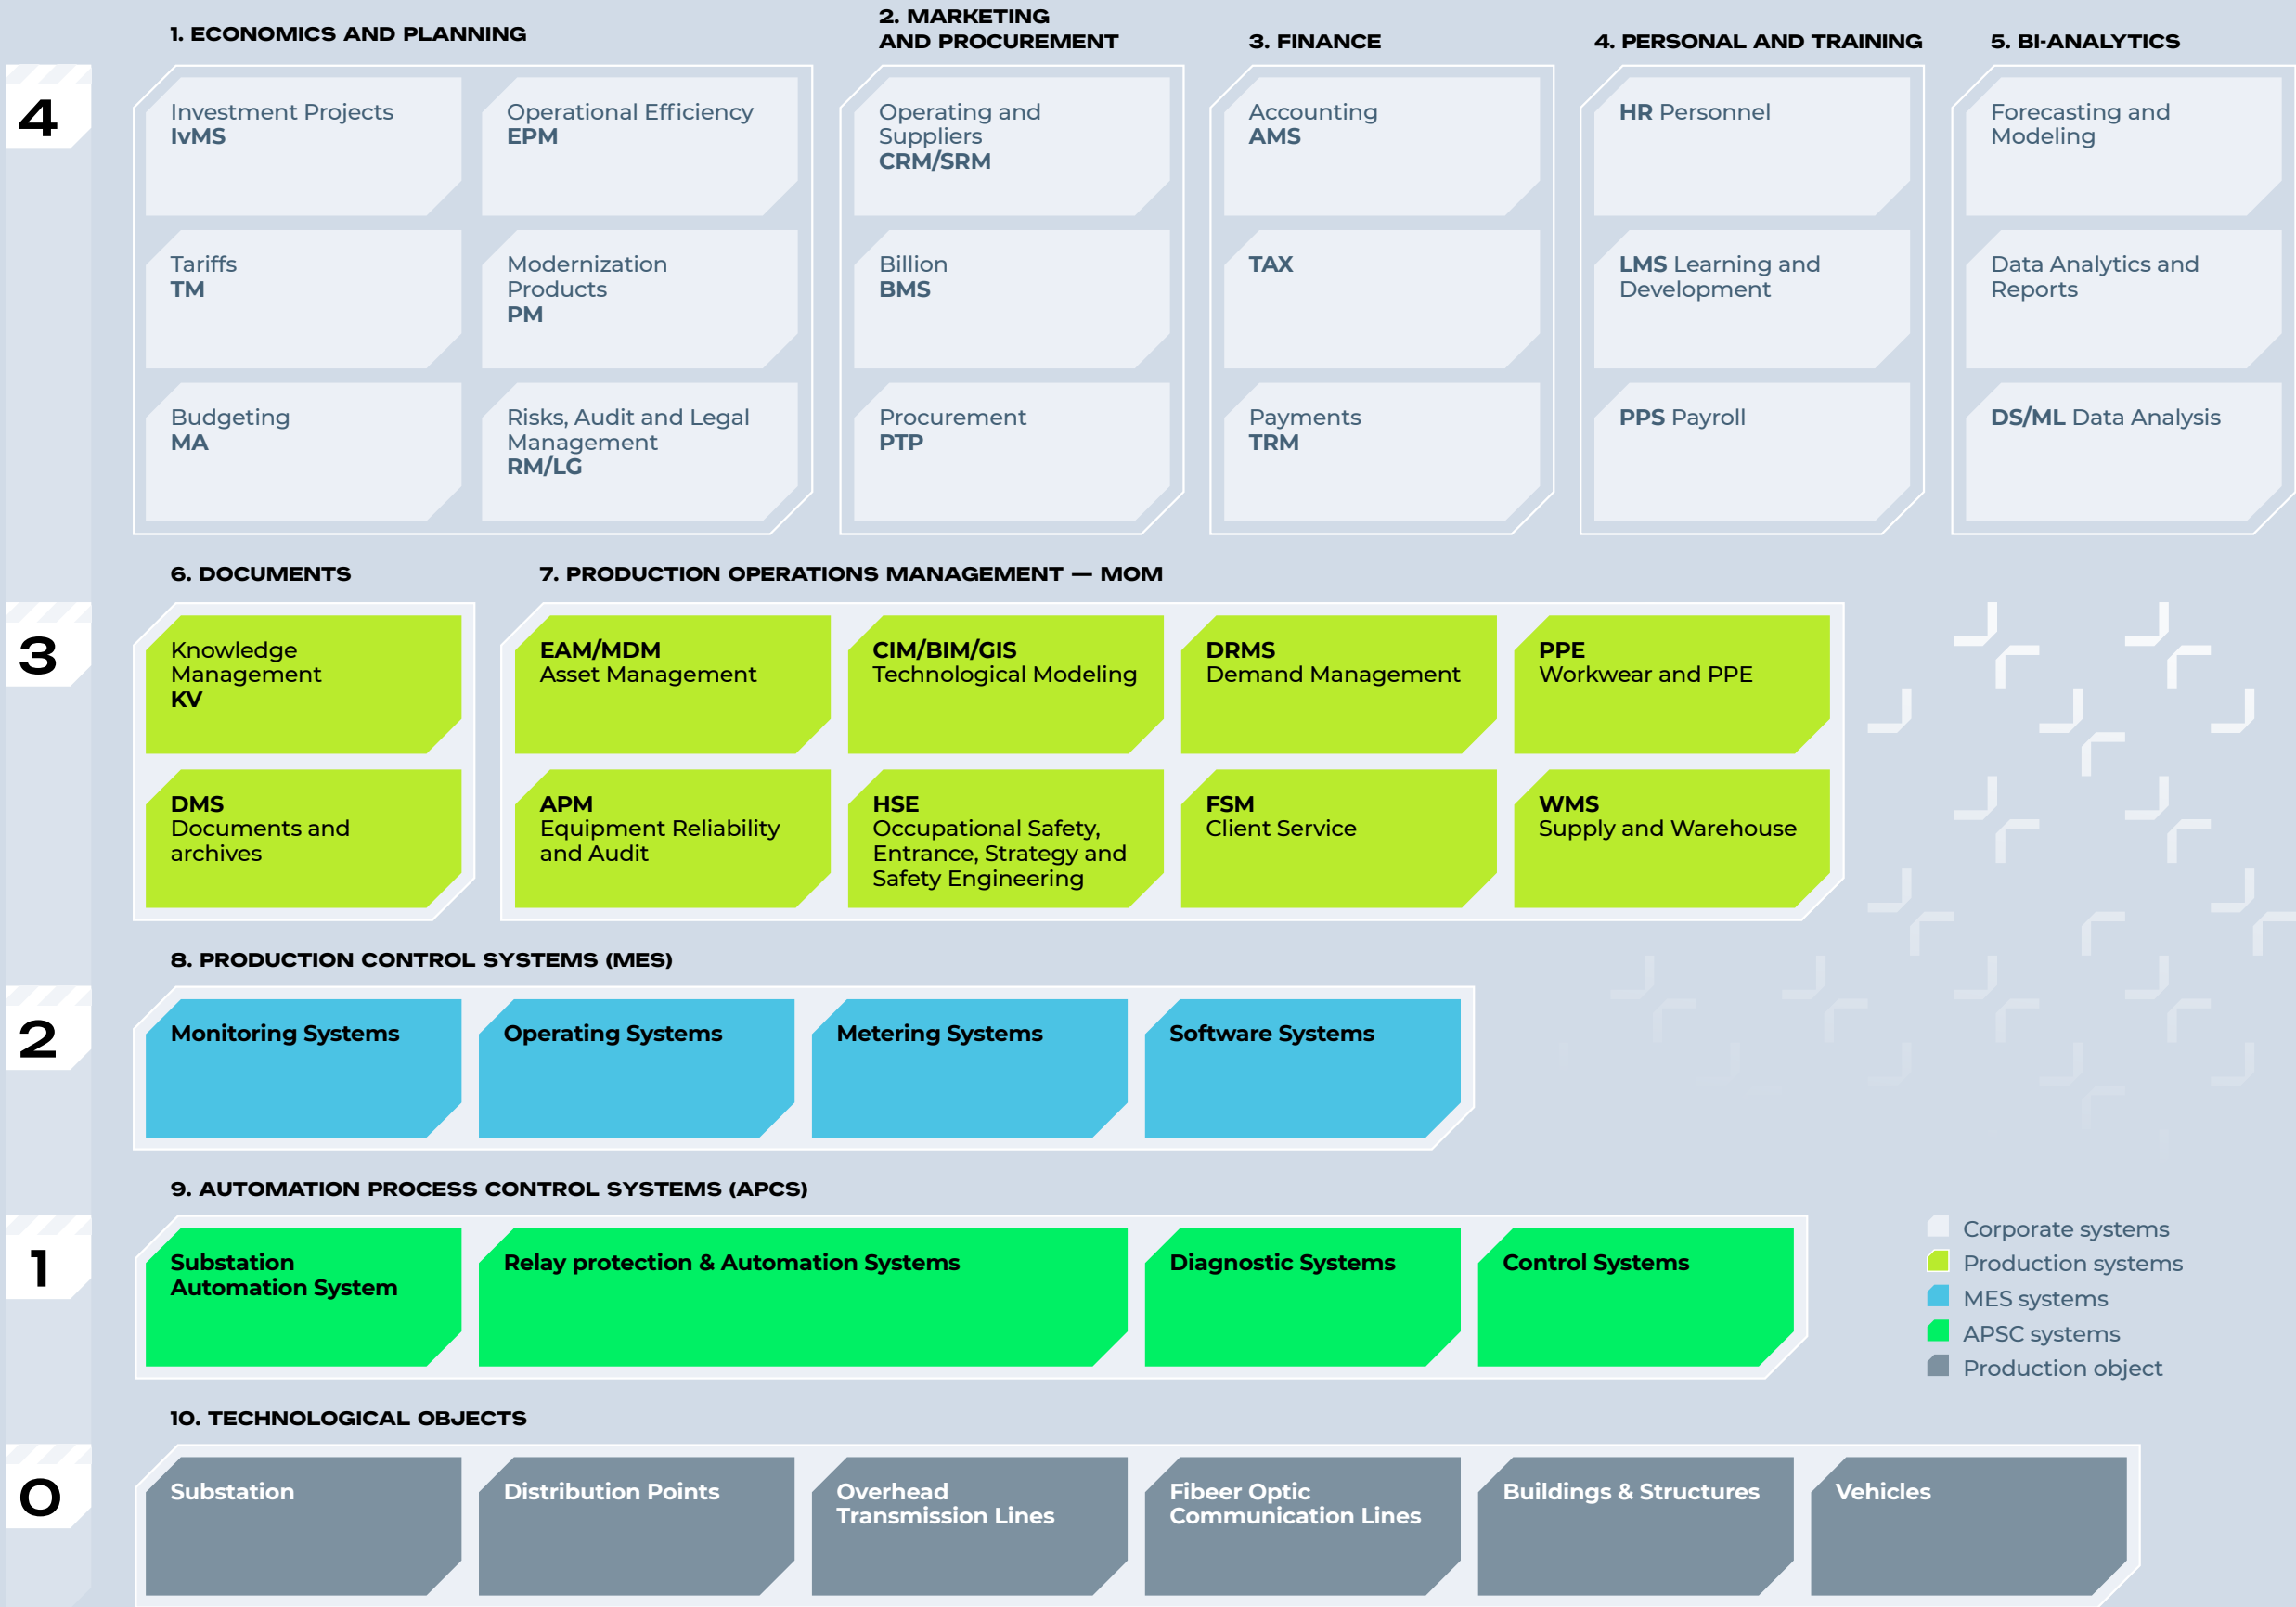 1. ECONOMICS AND PLANNING
2. MARKETING
AND PROCUREMENT
3. FINANCE
4. PERSONAL AND TRAINING
5. BI-ANALYTICS
4
Investment Projects
IvMS
Operational Efficiency
EPM
Operating and
Suppliers
CRM/SRM
Accounting
AMS
HR Personnel
Forecasting and
Modeling
Tariffs
TM
Modernization
Products
PM
Billion
BMS
TAX
LMS Learning and
Development
Data Analytics and
Reports
Budgeting
MA
Risks, Audit and Legal
Management
RM/LG
Procurement
PTP
Payments
TRM
PPS Payroll
DS/ML Data Analysis
6. DOCUMENTS
7. PRODUCTION OPERATIONS MANAGEMENT — MOM
3
Knowledge
Management
KV
EAM/MDM
Asset Management
CIM/BIM/GIS
Technological Modeling
DRMS
Demand Management
PPE
Workwear and PPE
DMS
Documents and
archives
APM
Equipment Reliability
and Audit
HSE
Occupational Safety,
Entrance, Strategy and
Safety Engineering
FSM
Client Service
WMS
Supply and Warehouse
8. PRODUCTION CONTROL SYSTEMS (MES)
2
Monitoring Systems
Operating Systems
Metering Systems
Software Systems
9. AUTOMATION PROCESS CONTROL SYSTEMS (APCS)
1
Substation
Automation System
Relay protection & Automation Systems
Diagnostic Systems
Control Systems
Corporate systems
Production systems
MES systems
APSC systems
Production object
10. TECHNOLOGICAL OBJECTS
0
Substation
Distribution Points
Overhead
Transmission Lines
Fibeer Optic
Communication Lines
Buildings & Structures
Vehicles